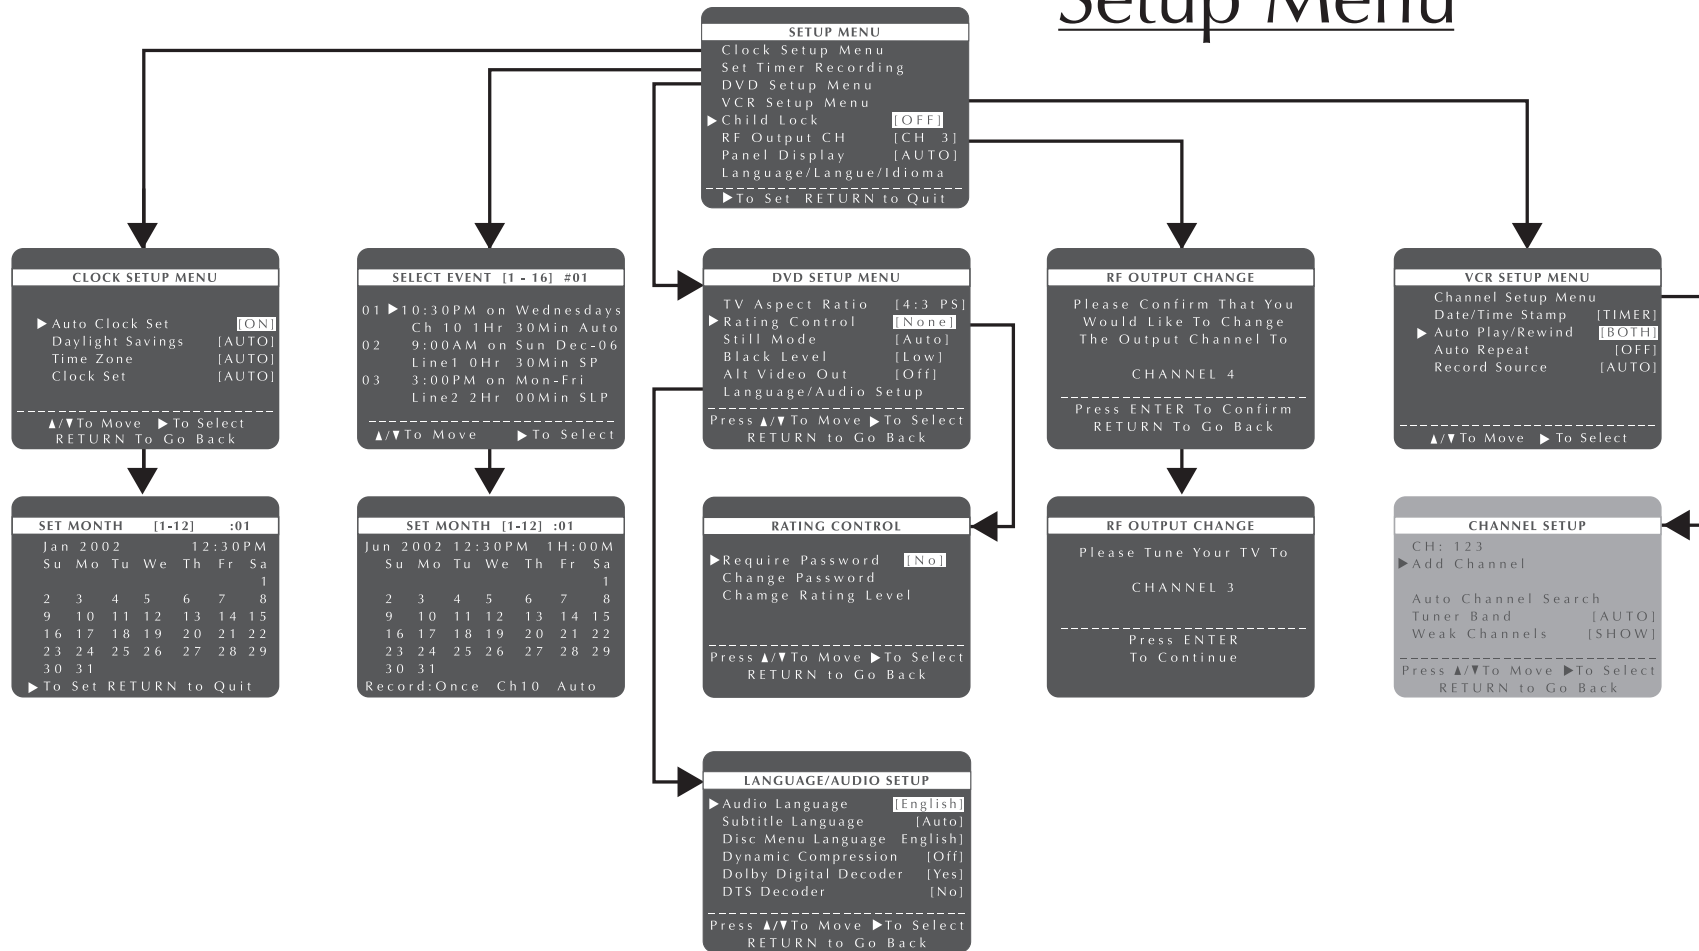 Setup Menu
SETUP MENU
Clock Setup Menu
Set Timer Recording
DVD Setup Menu
VCR Setup Menu
▶Child Lock [OFF]
RF Output CH [CH 3]
Panel Display [AUTO]
Language/Langue/Idioma
▶To Set RETURN to Quit
CLOCK SETUP MENU
▶Auto Clock Set [ON]
Daylight Savings [AUTO]
Time Zone [AUTO]
Clock Set [AUTO]
▲/▼To Move ▶To Select
RETURN To Go Back
SELECT EVENT [1 - 16] #01
01 ▶10:30PM on Wednesdays
Ch 10 1Hr 30Min Auto
02 9:00AM on Sun Dec-06
Line1 0Hr 30Min SP
03 3:00PM on Mon-Fri
Line2 2Hr 00Min SLP
▲/▼To Move ▶To Select
DVD SETUP MENU
TV Aspect Ratio [4:3 PS]
▶Rating Control [None]
Still Mode [Auto]
Black Level [Low]
Alt Video Out [Off]
Language/Audio Setup
Press ▲/▼To Move ▶To Select
RETURN to Go Back
RF OUTPUT CHANGE
Please Confirm That You
Would Like To Change
The Output Channel To
CHANNEL 4
Press ENTER To Confirm
RETURN To Go Back
VCR SETUP MENU
Channel Setup Menu
Date/Time Stamp [TIMER]
▶ Auto Play/Rewind [BOTH]
Auto Repeat [OFF]
Record Source [AUTO]
▲/▼To Move ▶To Select
SET MONTH [1-12] :01
Jan 2002 12:30PM
Su Mo Tu We Th Fr Sa
1
2 3 4 5 6 7 8
9 10 11 12 13 14 15
16 17 18 19 20 21 22
23 24 25 26 27 28 29
30 31
▶To Set RETURN to Quit
SET MONTH [1-12] :01
Jun 2002 12:30PM 1H:00M
Su Mo Tu We Th Fr Sa
1
2 3 4 5 6 7 8
9 10 11 12 13 14 15
16 17 18 19 20 21 22
23 24 25 26 27 28 29
30 31
Record:Once Ch10 Auto
RATING CONTROL
▶Require Password [No]
Change Password
Chamge Rating Level
Press ▲/▼To Move ▶To Select
RETURN to Go Back
RF OUTPUT CHANGE
Please Tune Your TV To
CHANNEL 3
Press ENTER
To Continue
CHANNEL SETUP
CH: 123
▶Add Channel
Auto Channel Search
Tuner Band [AUTO]
Weak Channels [SHOW]
Press ▲/▼To Move ▶To Select
RETURN to Go Back
LANGUAGE/AUDIO SETUP
▶Audio Language [English]
Subtitle Language [Auto]
Disc Menu Language English]
Dynamic Compression [Off]
Dolby Digital Decoder [Yes]
DTS Decoder [No]
Press ▲/▼To Move ▶To Select
RETURN to Go Back